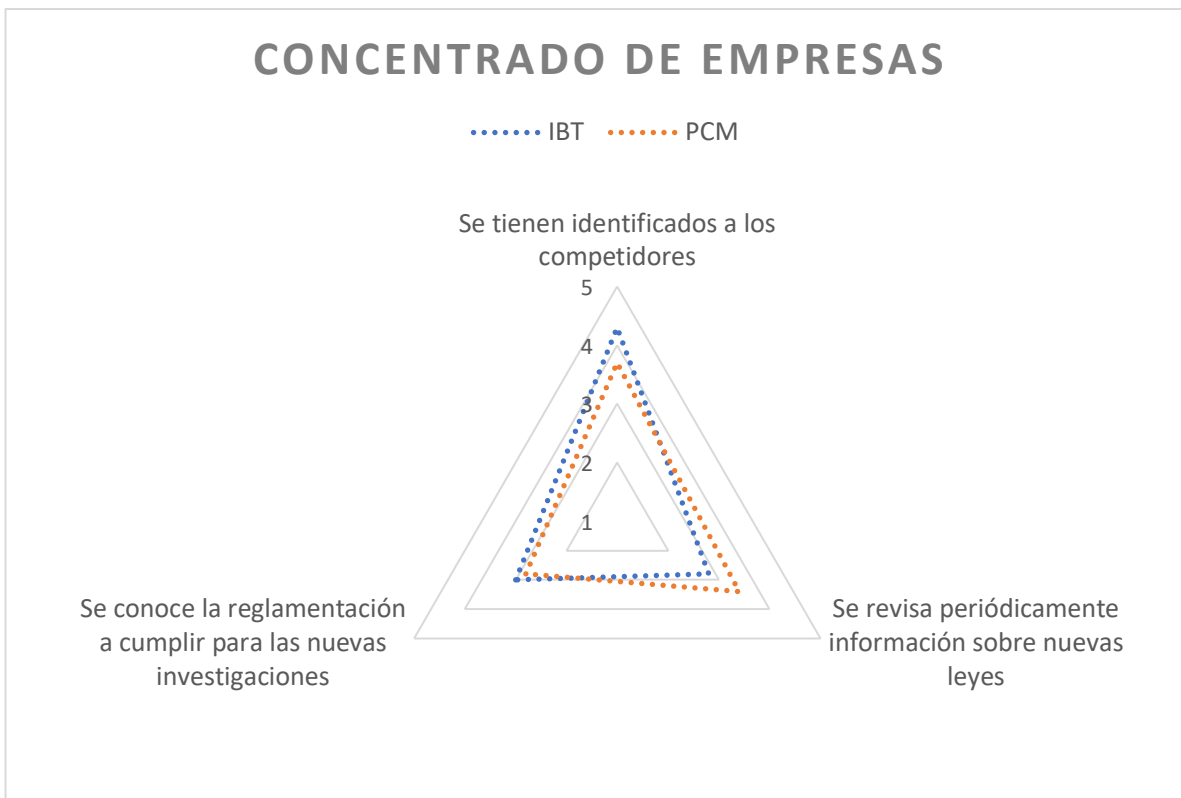 CONCENTRADO DE EMPRESAS
IBT PCM
Se tienen identificados a los
competidores
5
4
3
2
1
Se conoce la reglamentación
a cumplir para las nuevas
investigaciones
Se revisa periódicamente
información sobre nuevas
leyes